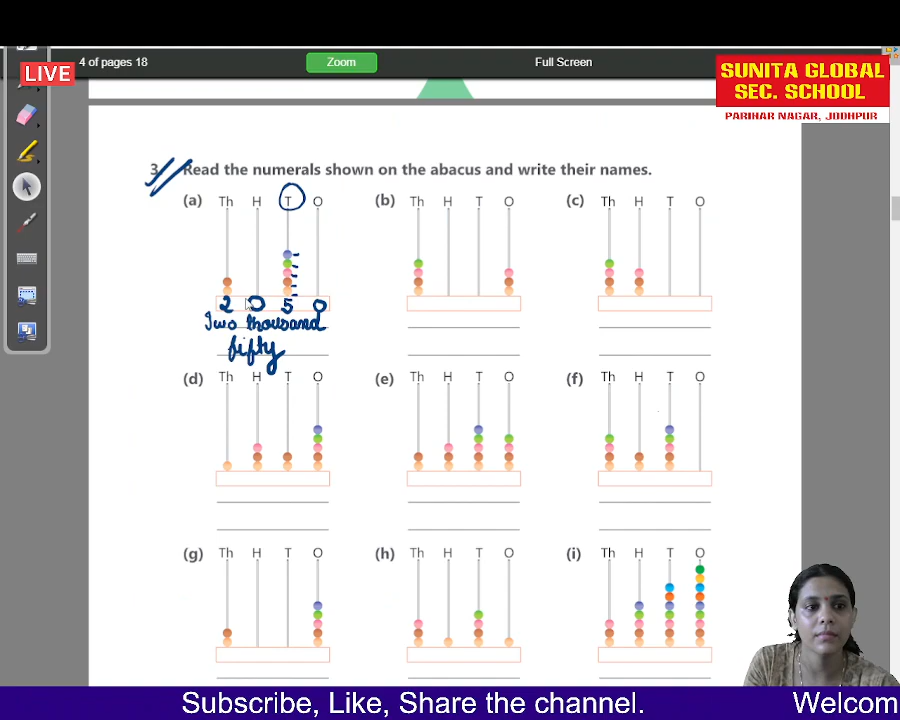 LIVE
4 of pages 18
Zoom
Full Screen
SUNITA GLOBAL
SEC. SCHOOL
PARIHAR NAGAR, JODHPUR
3. Read the numerals shown on the abacus and write their names.
(a) Th H T O
(b) Th H T O
(c) Th H T O
2 0 5 0
Two thousand
fifty
(d) Th H T O
(e) Th H T O
(f) Th H T O
(g) Th H T O
(h) Th H T O
(i) Th H T O
Subscribe, Like, Share the channel. Welcom